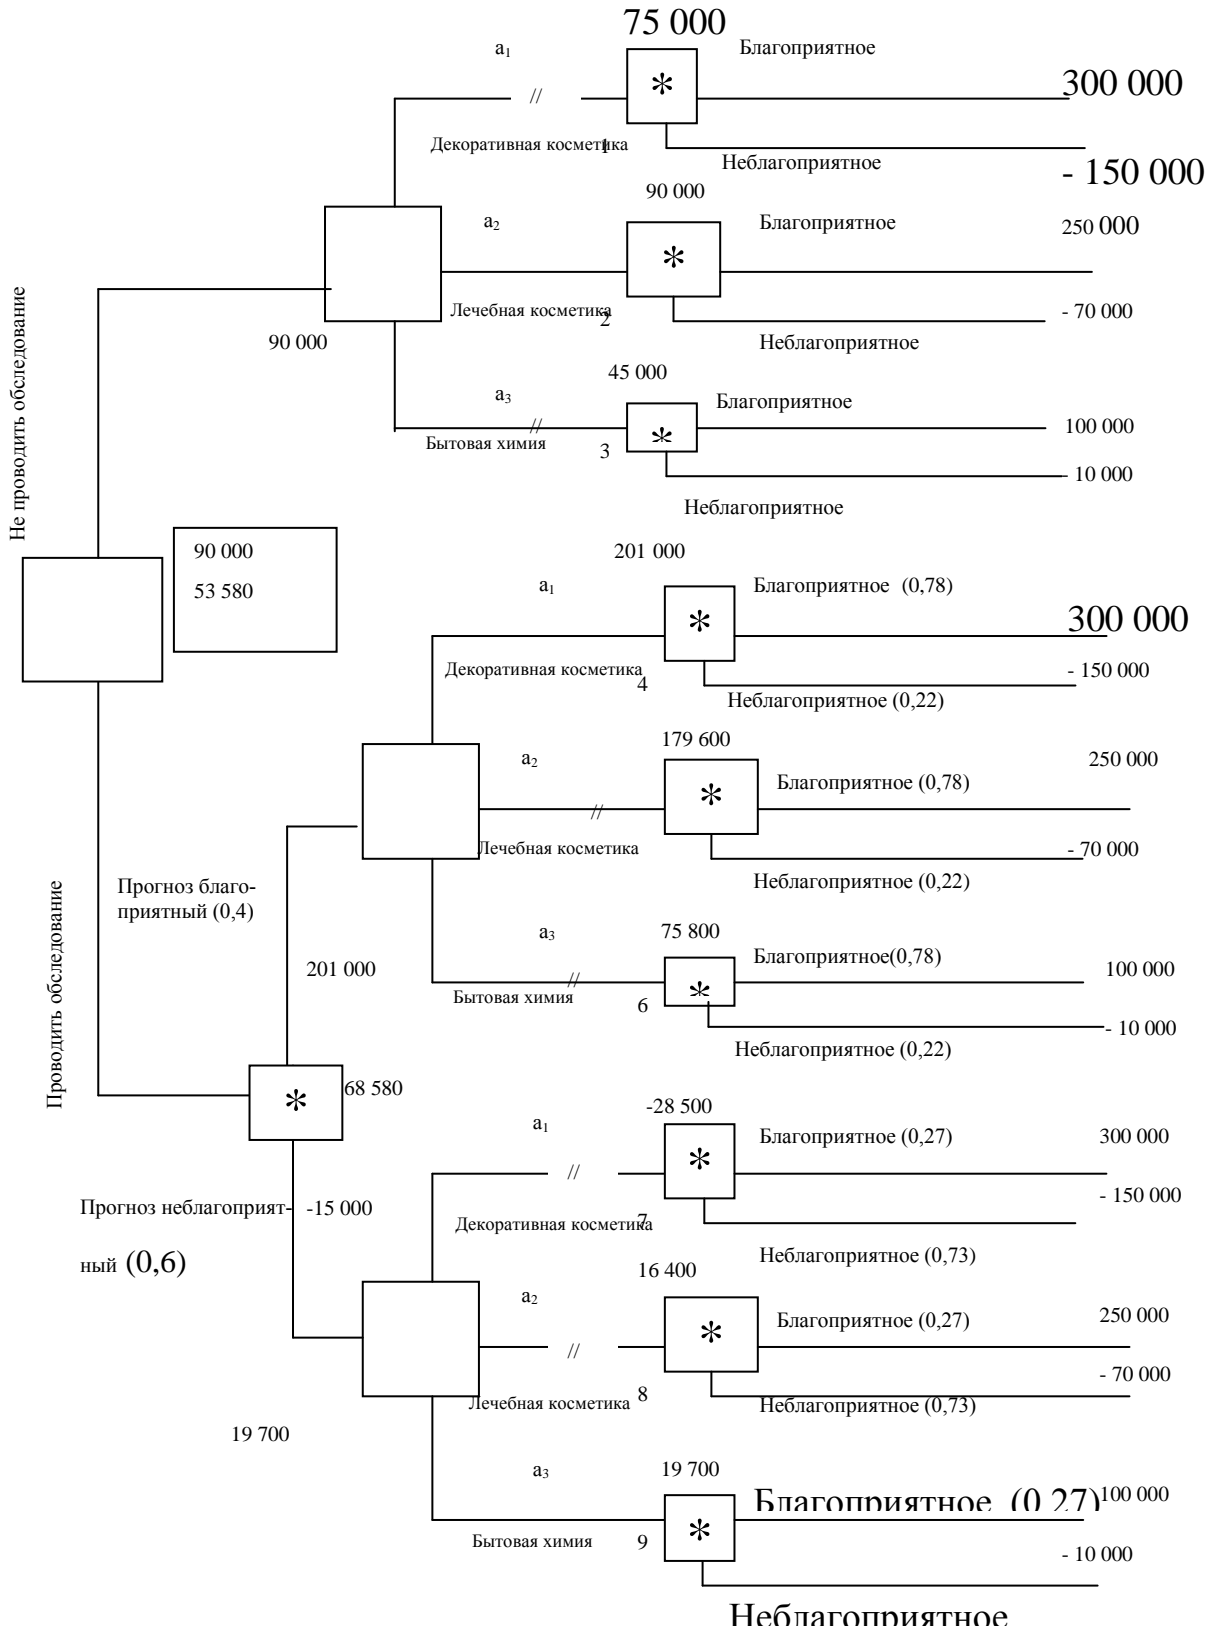 75 000
a₁
Благоприятное
*
//
300 000
Декоративная косметика
1
Неблагоприятное
- 150 000
90 000
a₂
Благоприятное
250 000
*
Лечебная косметика
2
- 70 000
Неблагоприятное
90 000
45 000
a₃
Благоприятное
//
*
100 000
Бытовая химия
3
- 10 000
Неблагоприятное
Не проводить обследование
90 000
53 580
201 000
a₁
Благоприятное (0,78)
*
300 000
Декоративная косметика
4
- 150 000
Неблагоприятное (0,22)
179 600
a₂
250 000
Благоприятное (0,78)
*
//
Лечебная косметика
- 70 000
Неблагоприятное (0,22)
Прогноз благо-
приятный (0,4)
Проводить обследование
201 000
75 800
a₃
Благоприятное(0,78)
100 000
//
*
Бытовая химия
6
- 10 000
Неблагоприятное (0,22)
*
68 580
-28 500
a₁
Благоприятное (0,27)
300 000
*
//
- 150 000
Прогноз неблагоприят-
-15 000
Декоративная косметика
7
ный (0,6)
Неблагоприятное (0,73)
16 400
a₂
Благоприятное (0,27)
250 000
*
//
- 70 000
Лечебная косметика
8
Неблагоприятное (0,73)
19 700
a₃
19 700
Благоприятное (0,27)
100 000
*
Бытовая химия
9
- 10 000
Неблагоприятное